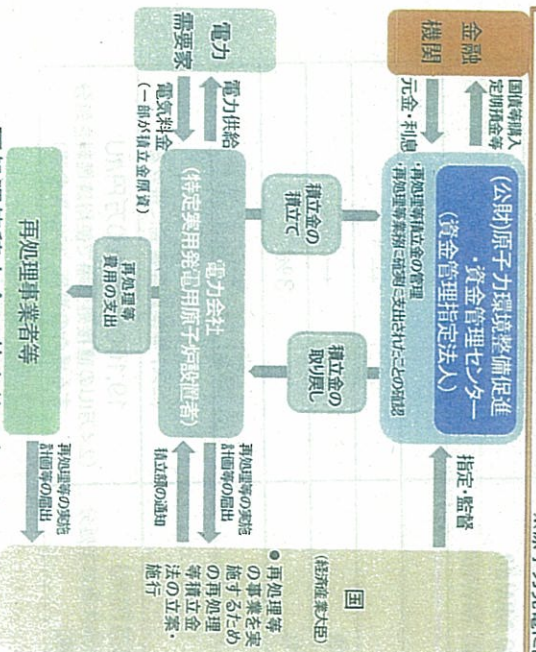 金融
機関
国債等購入
定期預金等
元金・利息
(公財)原子力環境整備促進
・資金管理センター
(資金管理指定法人)
・再処理等積立金の管理
・再処理等業務に確実に支出されたことの確認
指定・監督
積立金の
積立て
積立金の
取り戻し
電力
需要家
電力供給
電気料金
(一部が積立金原資)
電力会社
(特定実用発電用原子炉設置者)
再処理等の実施
計画等の届出
積立額の通知
国
(経済産業大臣)
●再処理等
の事業を実
施するため
の再処理
等積立金
法の立案・
施行
再処理等
費用の支出
再処理事業者等
再処理等の実施
計画等の届出